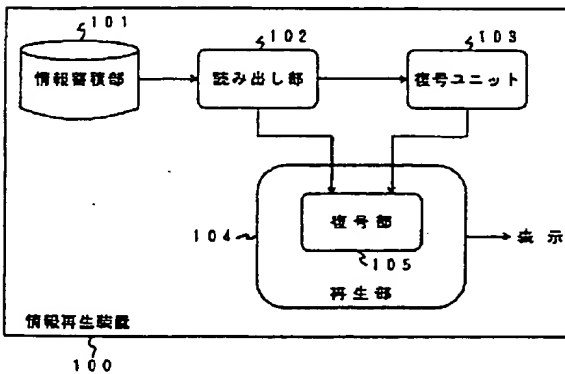 101
102
103
情報蓄積部
読み出し部
復号ユニット
104
復号部
表示
105
再生部
情報再生装置
100